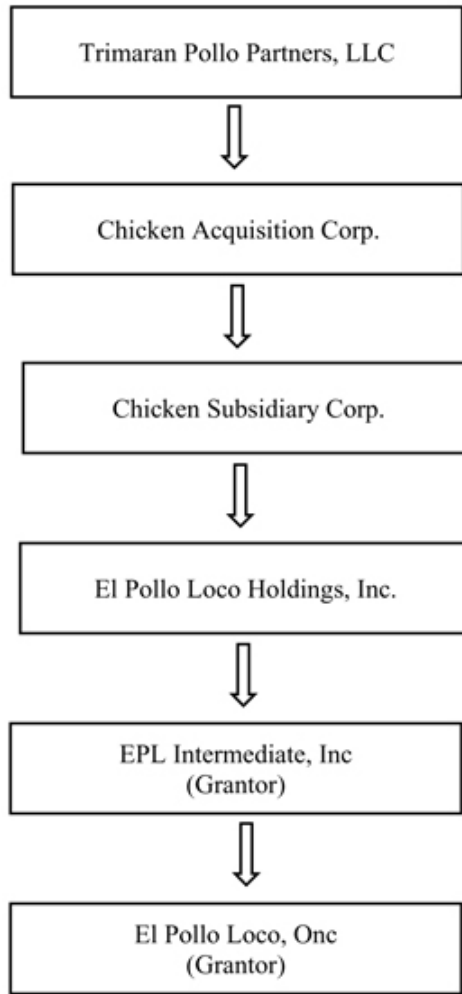 Trimaran Pollo Partners, LLC
Chicken Acquisition Corp.
Chicken Subsidiary Corp.
El Pollo Loco Holdings, Inc.
EPL Intermediate, Inc
(Grantor)
El Pollo Loco, Onc
(Grantor)